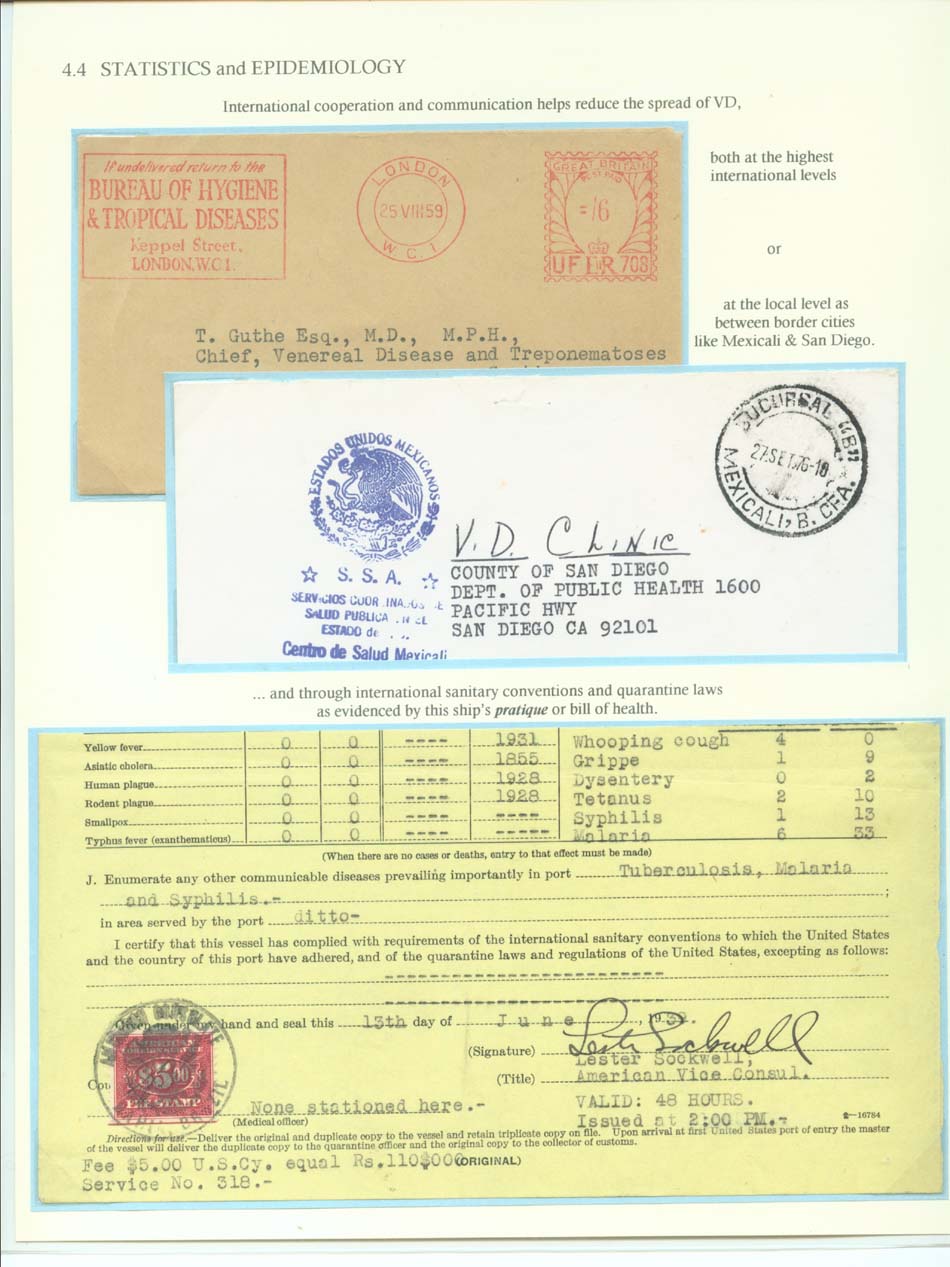 4.4 STATISTICS and EPIDEMIOLOGY
International cooperation and communication helps reduce the spread of VD,
both at the highest
international levels
or
at the local level as
between border cities
like Mexicali & San Diego.
If undelivered return to the
BUREAU OF HYGIENE
& TROPICAL DISEASES
Keppel Street,
LONDON, W.C.1.
LONDON
25 VIII 59
W.C.1
GREAT BRITAIN
POSTAGE
=/6
E II R
UF 708
T. Guthe Esq., M.D., M.P.H.,
Chief, Venereal Disease and Treponematoses
ESTADOS UNIDOS MEXICANOS
S. S. A.
SERVICIOS COORDINADOS DE
SALUD PUBLICA EN EL
ESTADO de
Centro de Salud Mexicali
SUCURSAL "B"
27.SET.76-10
MEXICALI, B. CFA.
V.D. Clinic
COUNTY OF SAN DIEGO
DEPT. OF PUBLIC HEALTH 1600
PACIFIC HWY
SAN DIEGO CA 92101
... and through international sanitary conventions and quarantine laws
as evidenced by this ship's pratique or bill of health.
Yellow fever 0 0 ---- 1931 Whooping cough 4 0
Asiatic cholera 0 0 ---- 1855 Grippe 1 9
Human plague 0 0 ---- 1928 Dysentery 0 2
Rodent plague 0 0 ---- 1928 Tetanus 2 10
Smallpox 0 0 ---- ---- Syphilis 1 13
Typhus fever (exanthematicus) 0 0 ---- ----- Malaria 6 33
(When there are no cases or deaths, entry to that effect must be made)
J. Enumerate any other communicable diseases prevailing importantly in port Tuberculosis, Malaria
and Syphilis.- ;
in area served by the port ditto-
I certify that this vessel has complied with requirements of the international sanitary conventions to which the United States
and the country of this port have adhered, and of the quarantine laws and regulations of the United States, excepting as follows:
Given under my hand and seal this 13th day of June, 1939.
(Signature) Lester Sockwell
Lester Sockwell,
(Title) American Vice Consul.
AMERICAN
FOREIGN SERVICE
$5.00
FEE STAMP
BRAZIL
None stationed here.-
(Medical officer)
VALID: 48 HOURS.
Issued at 2:00 PM.-
2—16784
Directions for use.—Deliver the original and duplicate copy to the vessel and retain triplicate copy on file. Upon arrival at first United States port of entry the master
of the vessel will deliver the duplicate copy to the quarantine officer and the original copy to the collector of customs.
Fee $5.00 U.S.Cy. equal Rs.110$000 (ORIGINAL)
Service No. 318.-